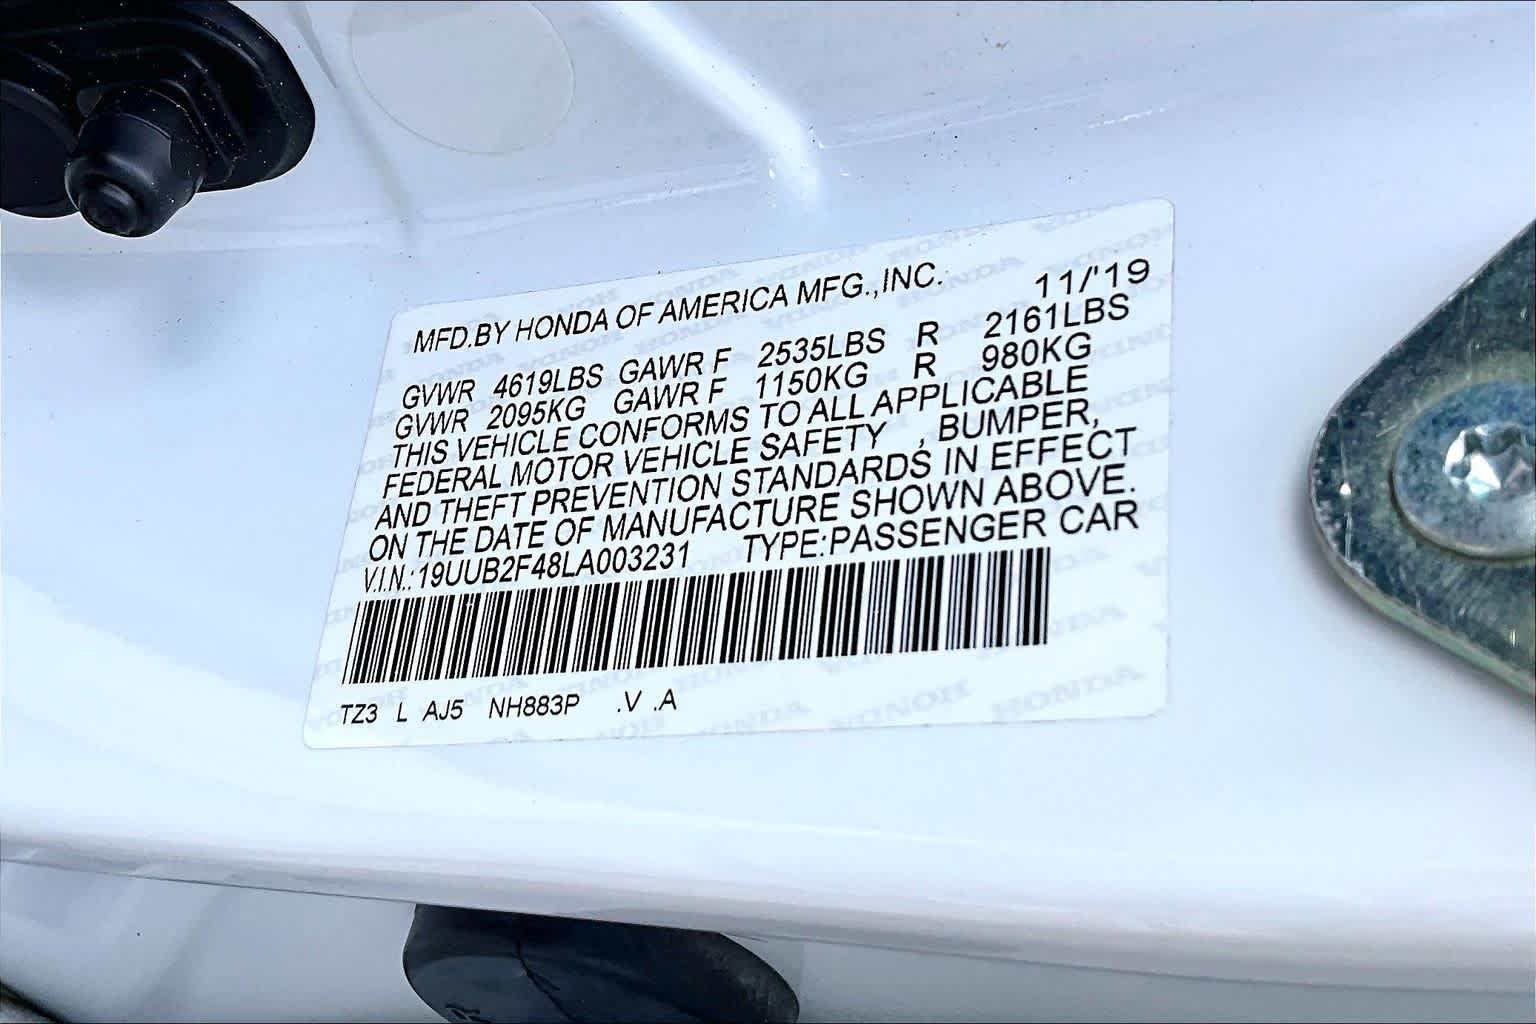 MFD.BY HONDA OF AMERICA MFG.,INC. 11/'19
GVWR 4619LBS GAWR F 2535LBS R 2161LBS
GVWR 2095KG GAWR F 1150KG R 980KG
THIS VEHICLE CONFORMS TO ALL APPLICABLE
FEDERAL MOTOR VEHICLE SAFETY , BUMPER,
AND THEFT PREVENTION STANDARDS IN EFFECT
ON THE DATE OF MANUFACTURE SHOWN ABOVE.
V.I.N.:19UUB2F48LA003231 TYPE:PASSENGER CAR
TZ3 L AJ5 NH883P .V .A